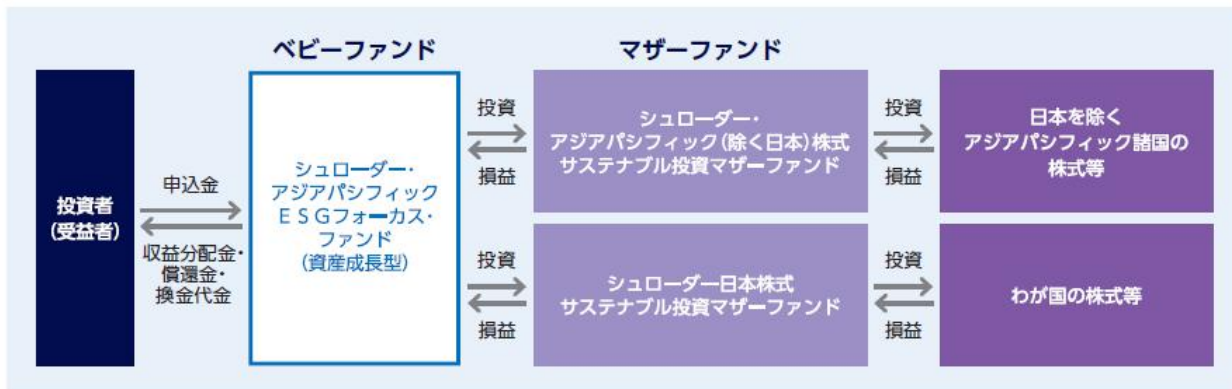 ベビーファンド
マザーファンド
投資者
(受益者)
申込金
収益分配金・
償還金・
換金代金
シュローダー・
アジアパシフィック
ESGフォーカス・
ファンド
(資産成長型)
投資
損益
シュローダー・
アジアパシフィック(除く日本)株式
サステナブル投資マザーファンド
投資
損益
日本を除く
アジアパシフィック諸国の
株式等
投資
損益
シュローダー日本株式
サステナブル投資マザーファンド
投資
損益
わが国の株式等